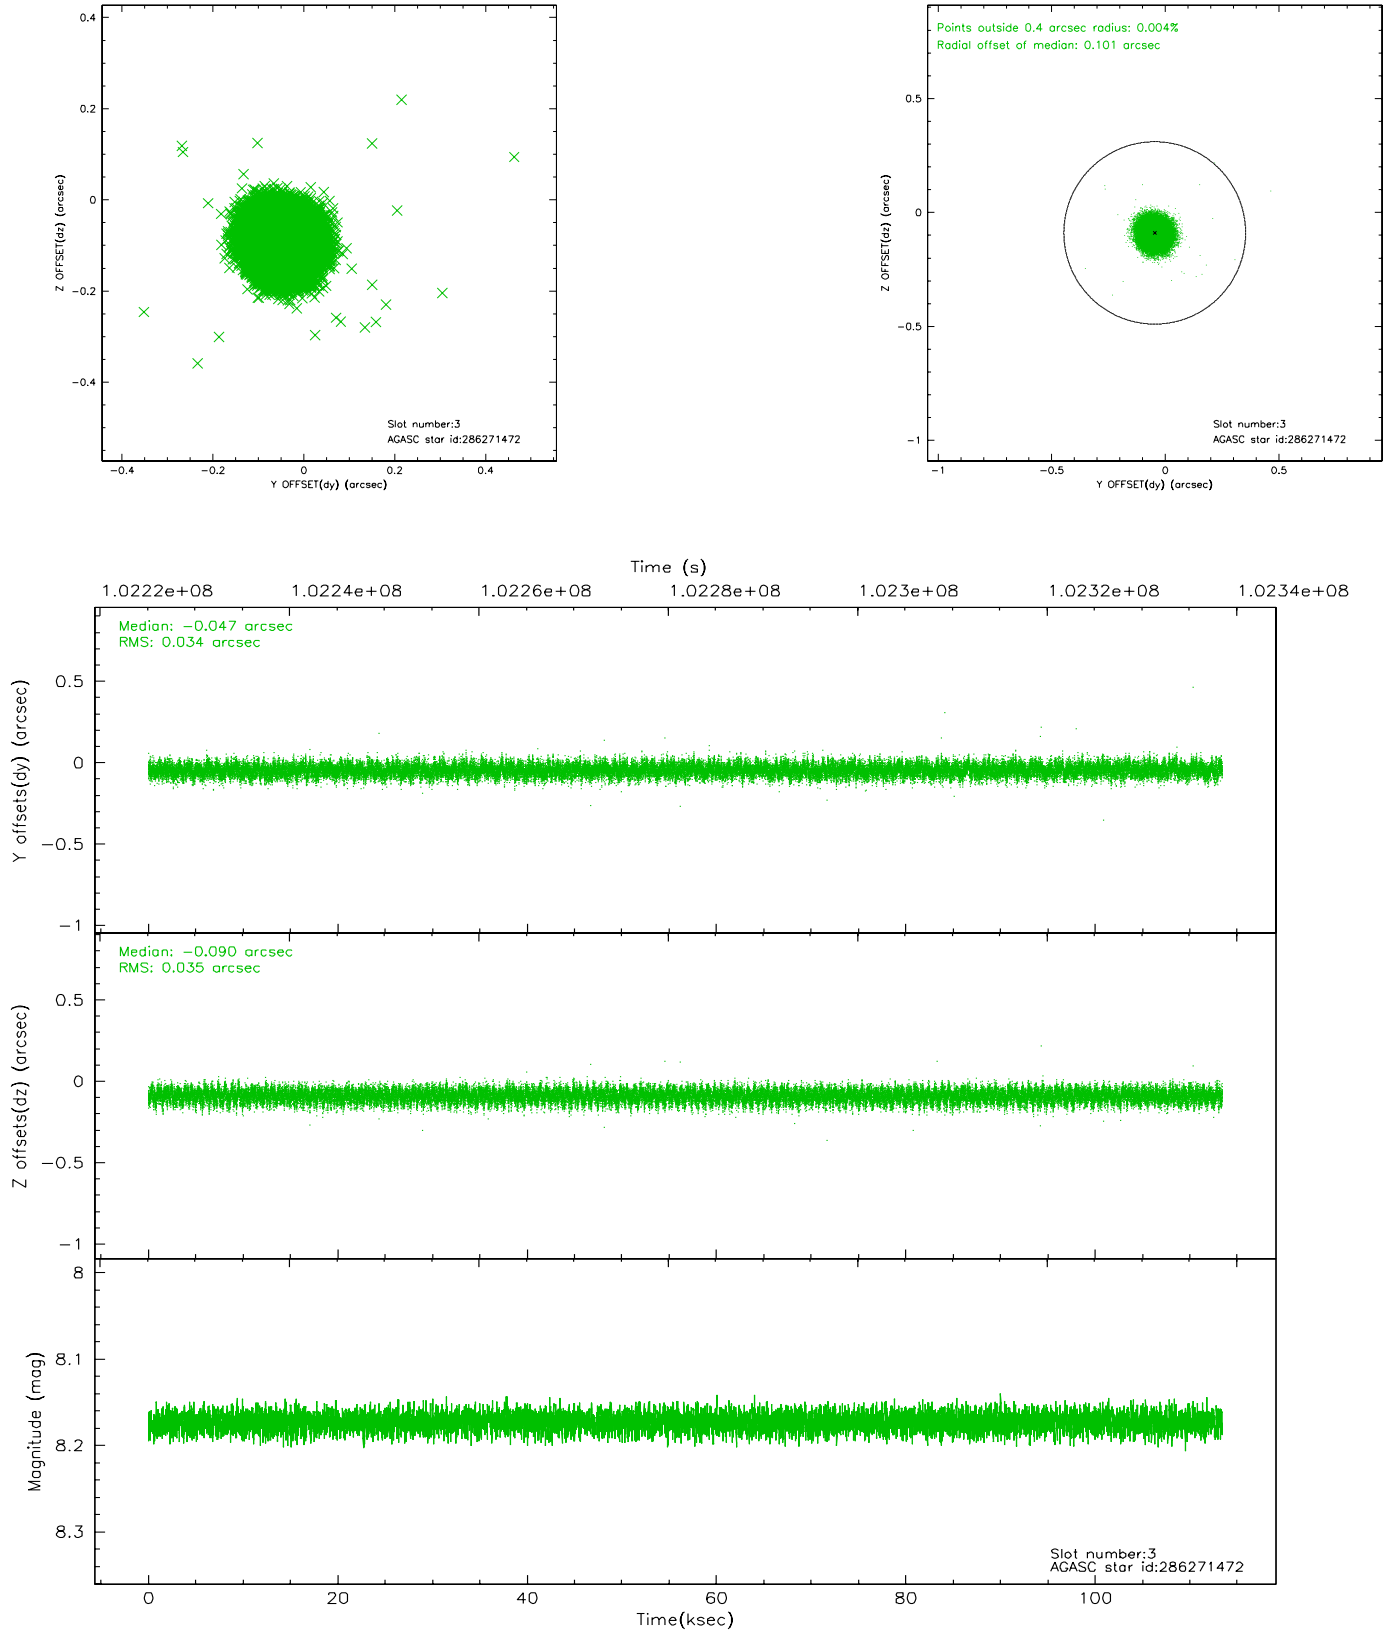 0.4
0.2
0
−0.2
−0.4
Z OFFSET(dz) (arcsec)
Slot number:3
AGASC star id:286271472
−0.4 −0.2 0 0.2 0.4
Y OFFSET(dy) (arcsec)
Points outside 0.4 arcsec radius: 0.004%
Radial offset of median: 0.101 arcsec
0.5
0
−0.5
−1
Z OFFSET(dz) (arcsec)
Slot number:3
AGASC star id:286271472
−1 −0.5 0 0.5
Y OFFSET(dy) (arcsec)
Time (s)
1.0222e+08 1.0224e+08 1.0226e+08 1.0228e+08 1.023e+08 1.0232e+08 1.0234e+08
Median: −0.047 arcsec
RMS: 0.034 arcsec
0.5
0
−0.5
−1
Y offsets(dy) (arcsec)
Median: −0.090 arcsec
RMS: 0.035 arcsec
0.5
0
−0.5
−1
Z offsets(dz) (arcsec)
8
8.1
8.2
8.3
Magnitude (mag)
Slot number:3
AGASC star id:286271472
0 20 40 60 80 100
Time(ksec)